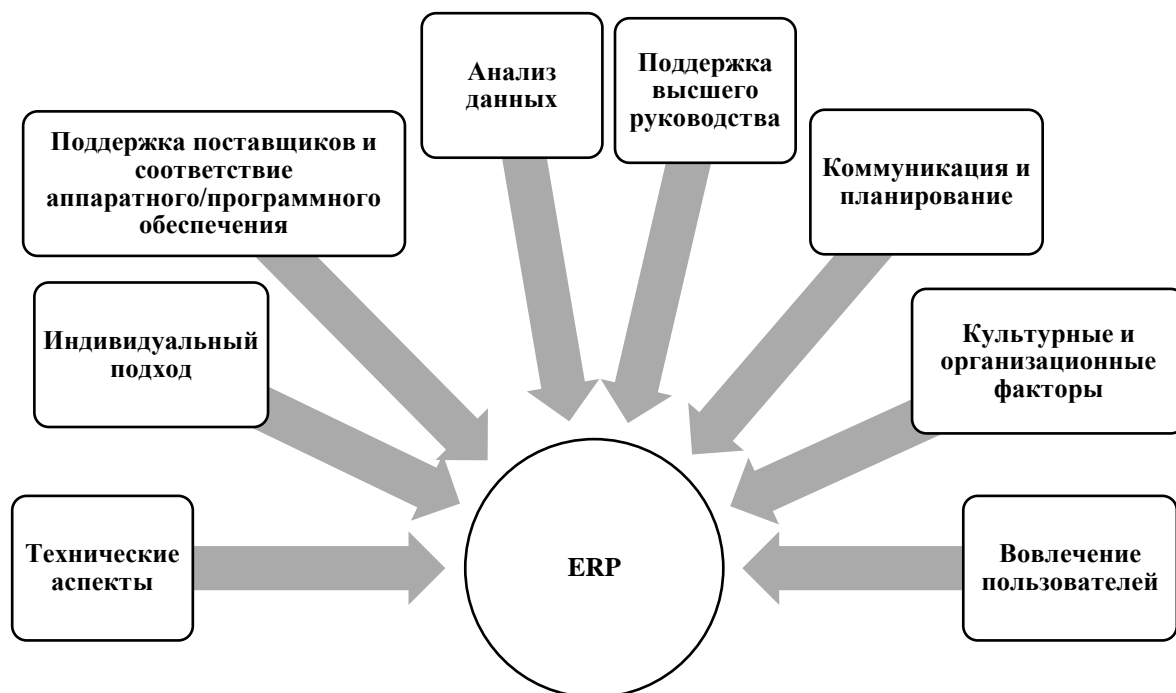 Анализ
данных
Поддержка
высшего
руководства
Поддержка поставщиков и
соответствие
аппаратного/программного
обеспечения
Коммуникация и
планирование
Индивидуальный
подход
Культурные и
организационные
факторы
Технические
аспекты
ERP
Вовлечение
пользователей